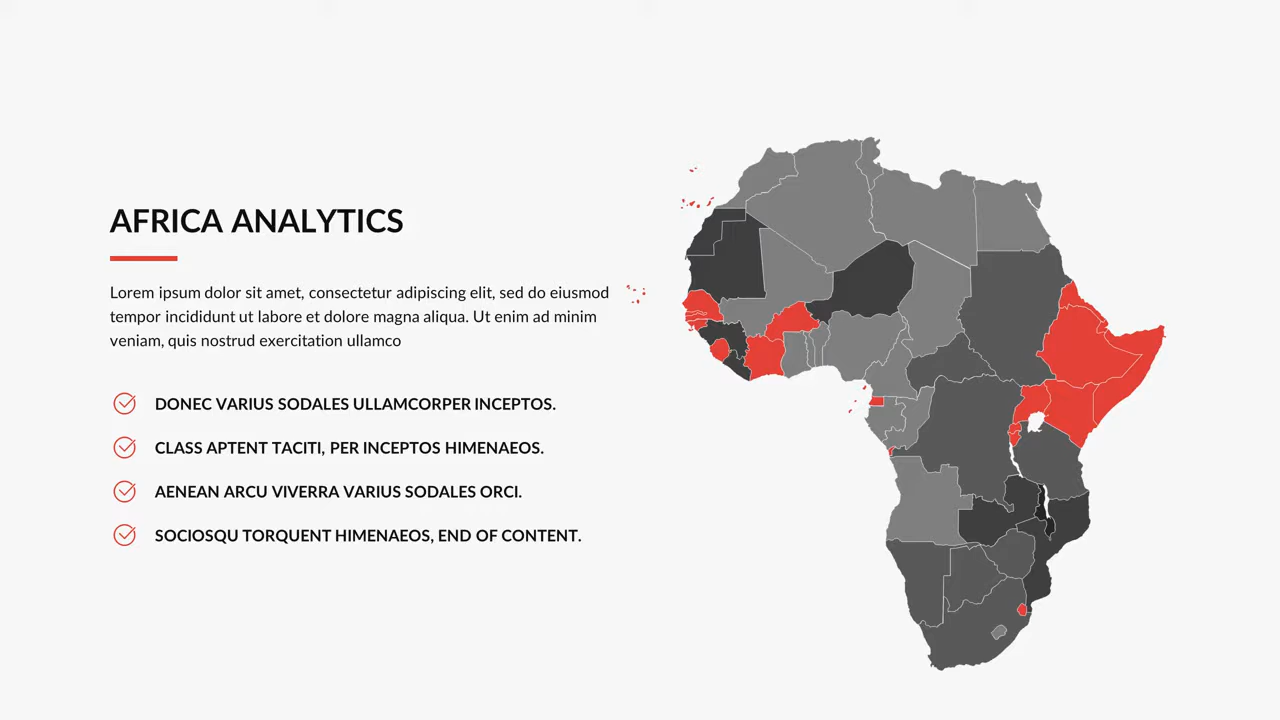 AFRICA ANALYTICS
Lorem ipsum dolor sit amet, consectetur adipiscing elit, sed do eiusmod
tempor incididunt ut labore et dolore magna aliqua. Ut enim ad minim
veniam, quis nostrud exercitation ullamco
DONEC VARIUS SODALES ULLAMCORPER INCEPTOS.
CLASS APTENT TACITI, PER INCEPTOS HIMENAEOS.
AENEAN ARCU VIVERRA VARIUS SODALES ORCI.
SOCIOSQU TORQUENT HIMENAEOS, END OF CONTENT.